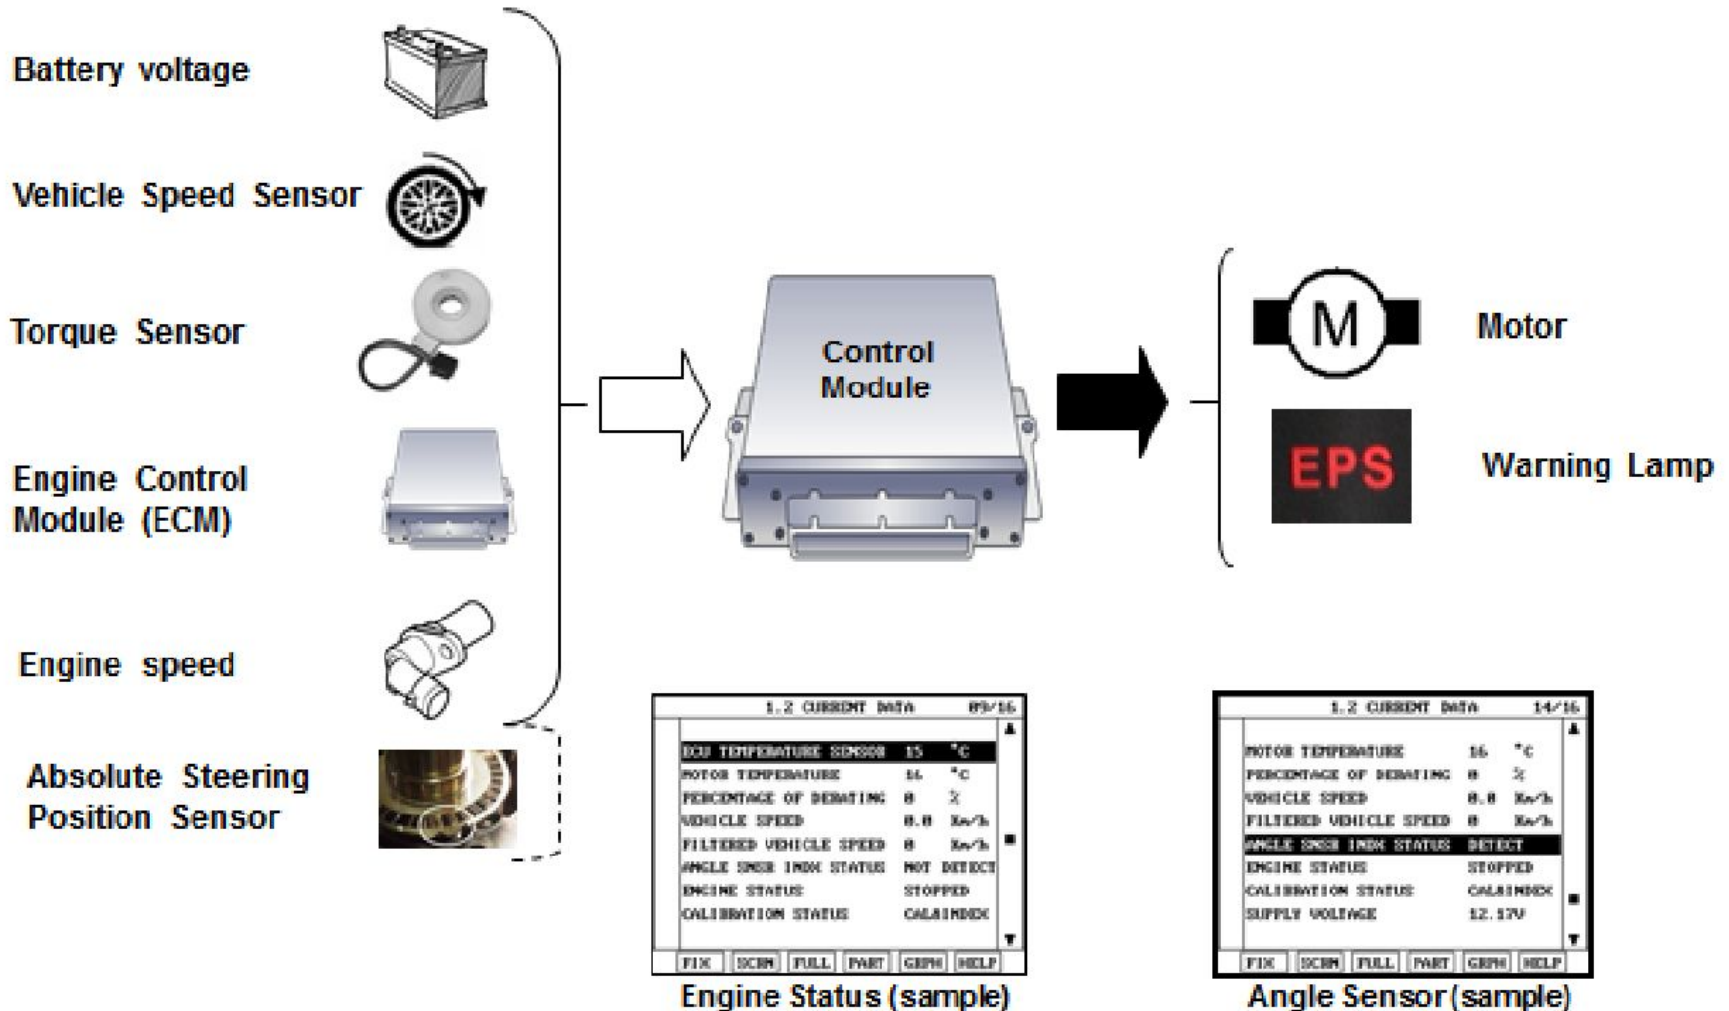 Battery voltage
Vehicle Speed Sensor
Torque Sensor
Engine Control
Module (ECM)
Engine speed
Absolute Steering
Position Sensor
Control
Module
M
Motor
EPS
Warning Lamp
1.2 CURRENT DATA 09/16
ECU TEMPERATURE SENSOR 15 °C
MOTOR TEMPERATURE 16 °C
PERCENTAGE OF DERATING 0 %
VEHICLE SPEED 0.0 Km/h
FILTERED VEHICLE SPEED 0 Km/h
ANGLE SNSR INDX STATUS NOT DETECT
ENGINE STATUS STOPPED
CALIBRATION STATUS CAL&INDEX
FIX SCRN FULL PART GRPH HELP
Engine Status (sample)
1.2 CURRENT DATA 14/16
MOTOR TEMPERATURE 16 °C
PERCENTAGE OF DERATING 0 %
VEHICLE SPEED 0.0 Km/h
FILTERED VEHICLE SPEED 0 Km/h
ANGLE SNSR INDX STATUS DETECT
ENGINE STATUS STOPPED
CALIBRATION STATUS CAL&INDEX
SUPPLY VOLTAGE 12.17V
FIX SCRN FULL PART GRPH HELP
Angle Sensor (sample)